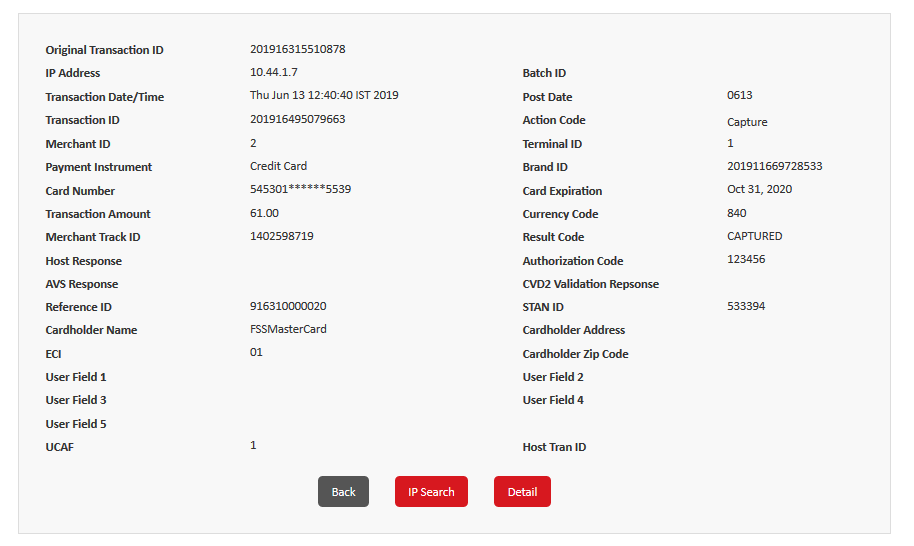 Original Transaction ID 201916315510878
IP Address 10.44.1.7 Batch ID
Transaction Date/Time Thu Jun 13 12:40:40 IST 2019 Post Date 0613
Transaction ID 201916495079663 Action Code Capture
Merchant ID 2 Terminal ID 1
Payment Instrument Credit Card Brand ID 201911669728533
Card Number 545301******5539 Card Expiration Oct 31, 2020
Transaction Amount 61.00 Currency Code 840
Merchant Track ID 1402598719 Result Code CAPTURED
Host Response Authorization Code 123456
AVS Response CVD2 Validation Repsonse
Reference ID 916310000020 STAN ID 533394
Cardholder Name FSSMasterCard Cardholder Address
ECI 01 Cardholder Zip Code
User Field 1 User Field 2
User Field 3 User Field 4
User Field 5
UCAF 1 Host Tran ID
Back IP Search Detail